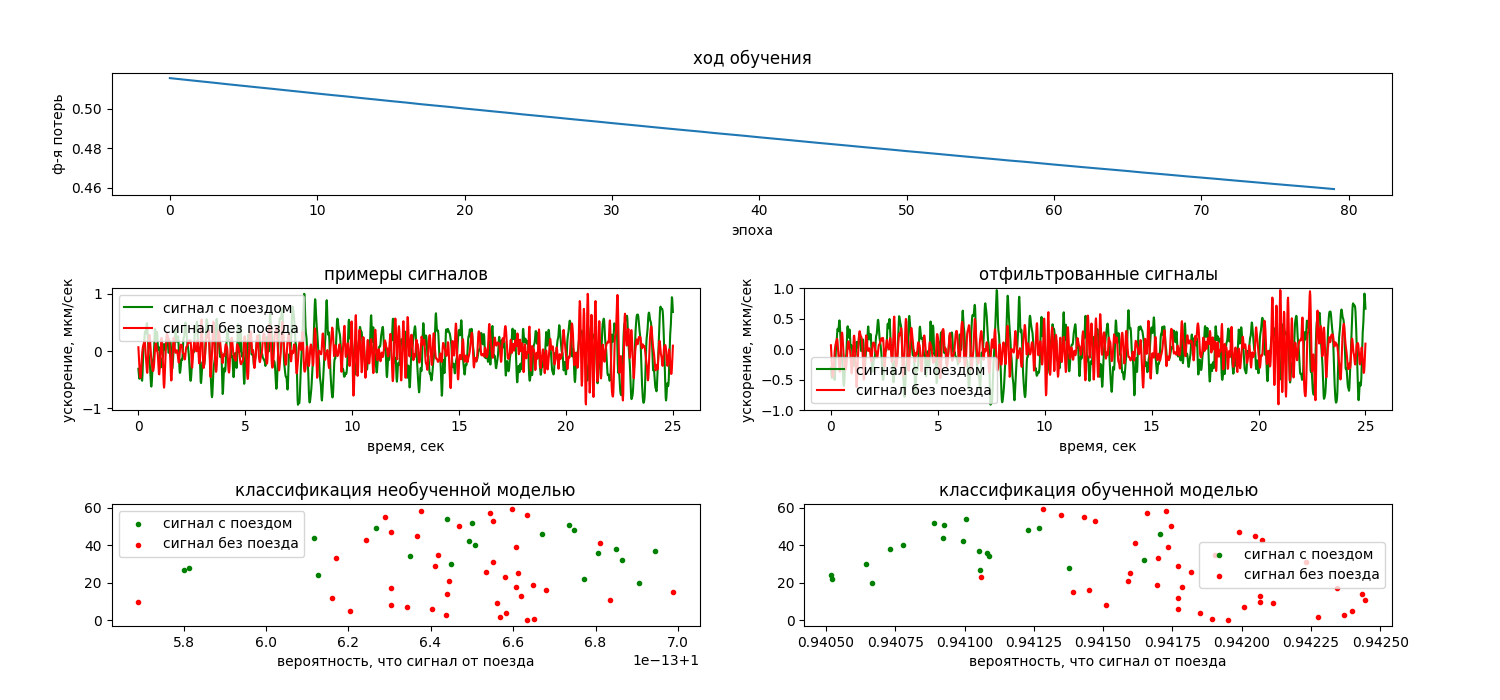 ход обучения
ф-я потерь
0.50
0.48
0.46
0 10 20 30 40 50 60 70 80
эпоха
примеры сигналов
ускорение, мкм/сек
1
0
−1
сигнал с поездом
сигнал без поезда
0 5 10 15 20 25
время, сек
отфильтрованные сигналы
ускорение, мкм/сек
1.0
0.5
0.0
−0.5
−1.0
сигнал с поездом
сигнал без поезда
0 5 10 15 20 25
время, сек
классификация необученной моделью
60
40
20
0
сигнал с поездом
сигнал без поезда
5.8 6.0 6.2 6.4 6.6 6.8 7.0
1e−13+1
вероятность, что сигнал от поезда
классификация обученной моделью
60
40
20
0
сигнал с поездом
сигнал без поезда
0.94050 0.94075 0.94100 0.94125 0.94150 0.94175 0.94200 0.94225 0.94250
вероятность, что сигнал от поезда